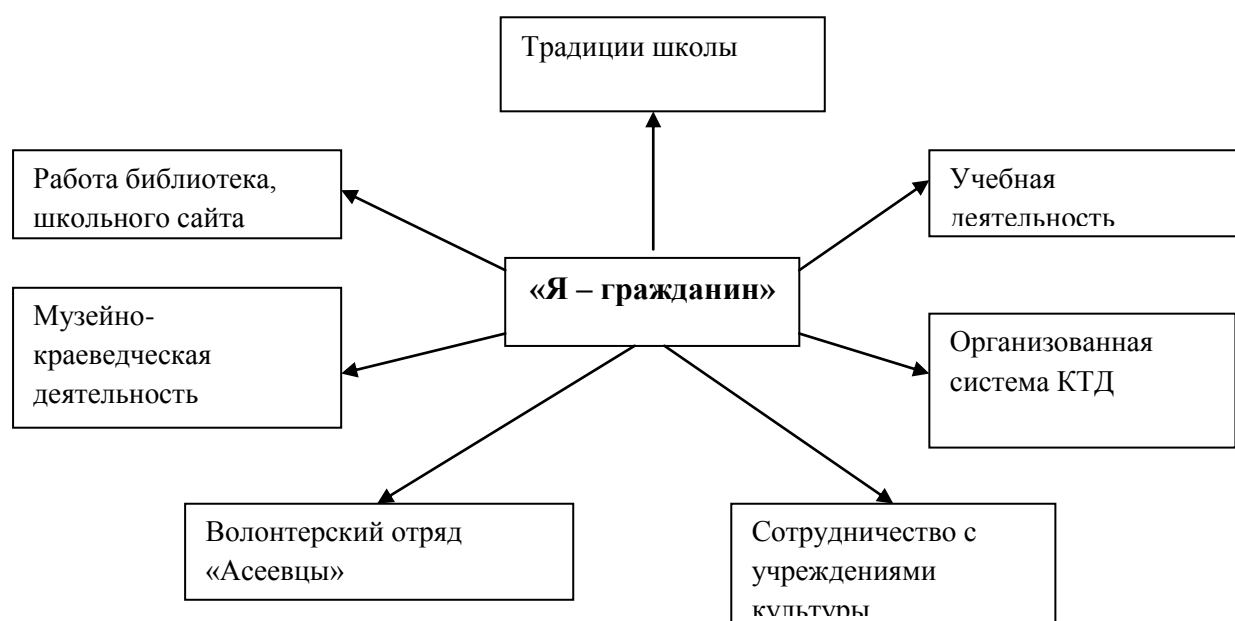 Традиции школы
Работа библиотека,
школьного сайта
Учебная
деятельность
«Я – гражданин»
Музейно-
краеведческая
деятельность
Организованная
система КТД
Волонтерский отряд
«Асеевцы»
Сотрудничество с
учреждениями
культуры